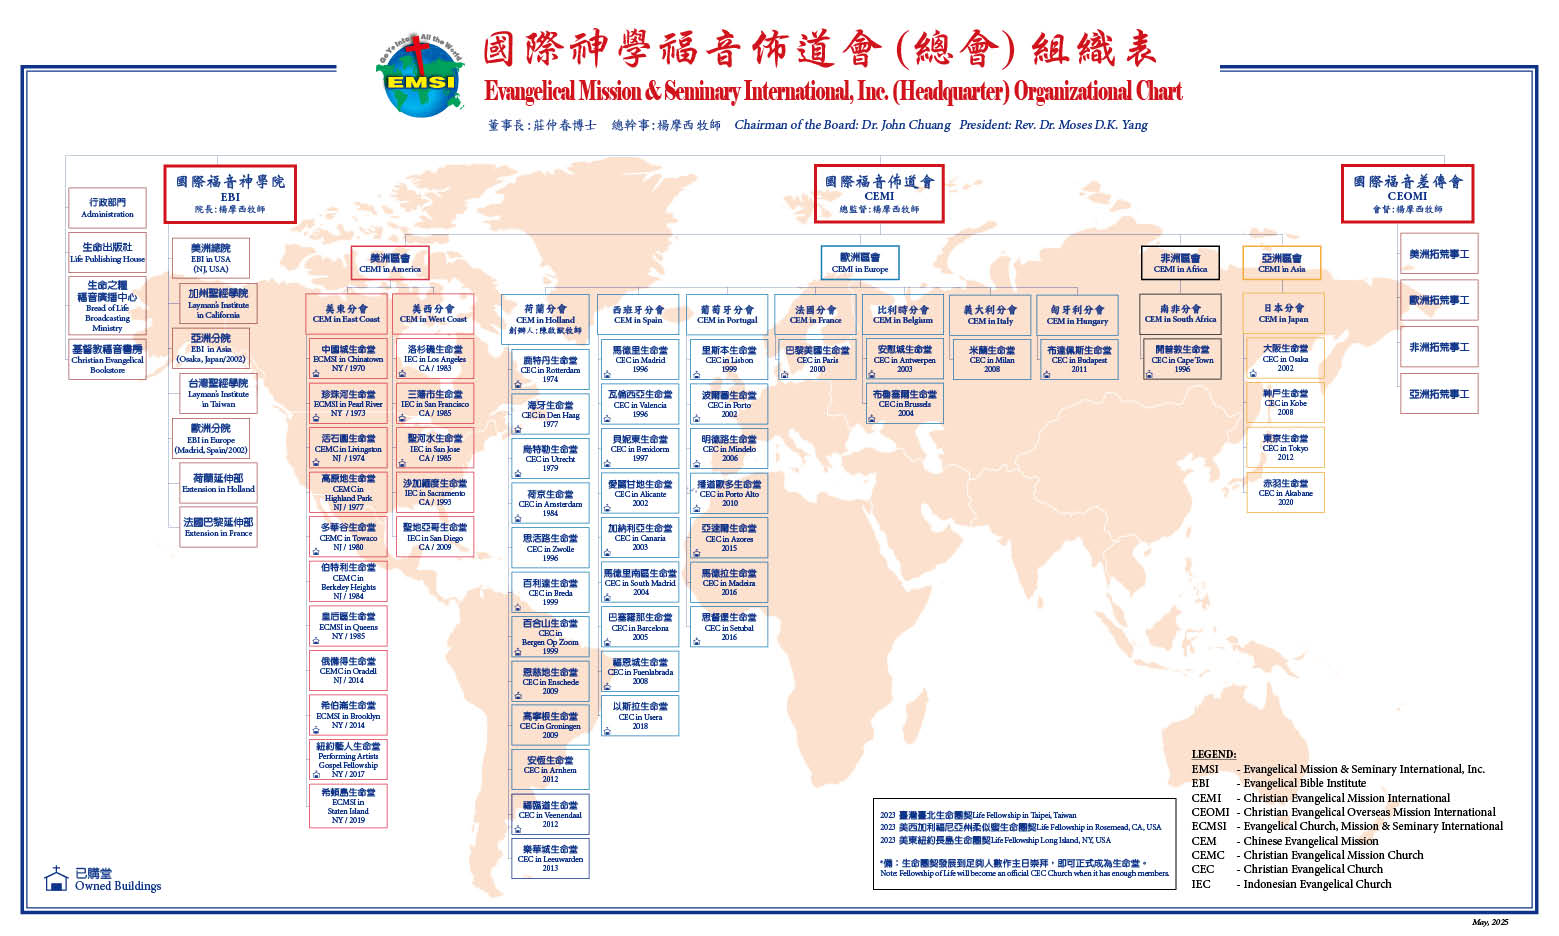 Go Ye Into All the World
EMSI
國際神學福音佈道會(總會)組織表
Evangelical Mission & Seminary International, Inc. (Headquarter) Organizational Chart
董事長:莊仲春博士 總幹事:楊摩西牧師 Chairman of the Board: Dr. John Chuang President: Rev. Dr. Moses D.K. Yang
行政部門
Administration
生命出版社
Life Publishing House
生命之糧
福音廣播中心
Bread of Life
Broadcasting
Ministry
基督教福音書房
Christian Evangelical
Bookstore
國際福音神學院
EBI
院長:楊摩西牧師
美洲總院
EBI in USA
(NJ, USA)
加州聖經學院
Layman's Institute
in California
亞洲分院
EBI in Asia
(Osaka, Japan/2002)
台灣聖經學院
Layman's Institute
in Taiwan
歐洲分院
EBI in Europe
(Madrid, Spain/2002)
荷蘭延伸部
Extension in Holland
法國巴黎延伸部
Extension in France
國際福音佈道會
CEMI
總監督:楊摩西牧師
美洲區會
CEMI in America
美東分會
CEM in East Coast
中國城生命堂
ECMSI in Chinatown
NY / 1970
珍珠河生命堂
ECMSI in Pearl River
NY / 1973
活石園生命堂
CEMC in Livingston
NJ / 1974
高原地生命堂
CEMC in
Highland Park
NJ / 1977
多華谷生命堂
CEMC in Towaco
NJ / 1980
伯特利生命堂
CEMC in
Berkeley Heights
NJ / 1984
皇后區生命堂
ECMSI in Queens
NY / 1985
俄備得生命堂
CEMC in Oradell
NJ / 2014
希伯崙生命堂
ECMSI in Brooklyn
NY / 2014
紐約藝人生命堂
Performing Artists
Gospel Fellowship
NY / 2017
希頓島生命堂
ECMSI in
Staten Island
NY / 2019
美西分會
CEM in West Coast
洛杉磯生命堂
IEC in Los Angeles
CA / 1983
三藩市生命堂
IEC in San Francisco
CA / 1985
聖河水生命堂
IEC in San Jose
CA / 1985
沙加緬度生命堂
IEC in Sacramento
CA / 1993
聖地亞哥生命堂
IEC in San Diego
CA / 2009
歐洲區會
CEMI in Europe
荷蘭分會
CEM in Holland
創辦人:陳啟猷牧師
鹿特丹生命堂
CEC in Rotterdam
1974
海牙生命堂
CEC in Den Haag
1977
烏特勒生命堂
CEC in Utrecht
1979
荷京生命堂
CEC in Amsterdam
1984
思活路生命堂
CEC in Zwolle
1996
百利達生命堂
CEC in Breda
1999
百合山生命堂
CEC in
Bergen Op Zoom
1999
恩慈地生命堂
CEC in Enschede
2009
高寧根生命堂
CEC in Groningen
2009
安恆生命堂
CEC in Arnhem
2012
福臨道生命堂
CEC in Veenendaal
2012
樂華城生命堂
CEC in Leeuwarden
2013
西班牙分會
CEM in Spain
馬德里生命堂
CEC in Madrid
1996
瓦倫西亞生命堂
CEC in Valencia
1996
貝妮東生命堂
CEC in Benidorm
1997
愛麗甘地生命堂
CEC in Alicante
2002
加納利亞生命堂
CEC in Canaria
2003
馬德里南區生命堂
CEC in South Madrid
2004
巴塞羅那生命堂
CEC in Barcelona
2005
福恩城生命堂
CEC in Fuenlabrada
2008
以斯拉生命堂
CEC in Usera
2018
葡萄牙分會
CEM in Portugal
里斯本生命堂
CEC in Lisbon
1999
波爾圖生命堂
CEC in Porto
2002
明德路生命堂
CEC in Mindelo
2006
播道歐多生命堂
CEC in Porto Alto
2010
亞速爾生命堂
CEC in Azores
2015
馬德拉生命堂
CEC in Madeira
2016
思督堡生命堂
CEC in Setubal
2016
法國分會
CEM in France
巴黎美國生命堂
CEC in Paris
2000
比利時分會
CEM in Belgium
安慰城生命堂
CEC in Antwerpen
2003
布魯塞爾生命堂
CEC in Brussels
2004
義大利分會
CEM in Italy
米蘭生命堂
CEC in Milan
2008
匈牙利分會
CEM in Hungary
布達佩斯生命堂
CEC in Budapest
2011
非洲區會
CEMI in Africa
南非分會
CEM in South Africa
開普敦生命堂
CEC in Cape Town
1996
亞洲區會
CEMI in Asia
日本分會
CEM in Japan
大阪生命堂
CEC in Osaka
2002
神戶生命堂
CEC in Kobe
2008
東京生命堂
CEC in Tokyo
2012
赤羽生命堂
CEC in Akabane
2020
國際福音差傳會
CEOMI
會督:楊摩西牧師
美洲拓荒事工
歐洲拓荒事工
非洲拓荒事工
亞洲拓荒事工
2023 臺灣臺北生命團契Life Fellowship in Taipei, Taiwan
2023 美西加利福尼亞州柔似蜜生命團契Life Fellowship in Rosemead, CA, USA
2023 美東紐約長島生命團契Life Fellowship Long Island, NY, USA
*備:生命團契發展到足夠人數作主日崇拜,即可正式成為生命堂。
Note: Fellowship of Life will become an official CEC Church when it has enough members.
LEGEND:
EMSI - Evangelical Mission & Seminary International, Inc.
EBI - Evangelical Bible Institute
CEMI - Christian Evangelical Mission International
CEOMI - Christian Evangelical Overseas Mission International
ECMSI - Evangelical Church, Mission & Seminary International
CEM - Chinese Evangelical Mission
CEMC - Christian Evangelical Mission Church
CEC - Christian Evangelical Church
IEC - Indonesian Evangelical Church
已購堂
Owned Buildings
May, 2025